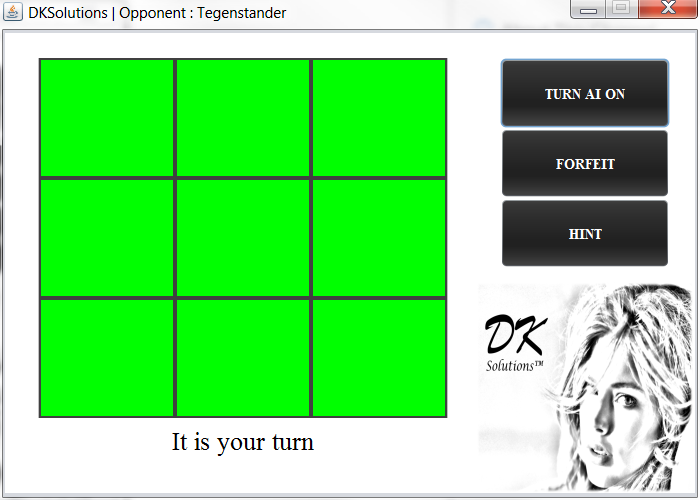 DKSolutions | Opponent : Tegenstander
TURN AI ON
FORFEIT
HINT
DK
Solutions™
It is your turn